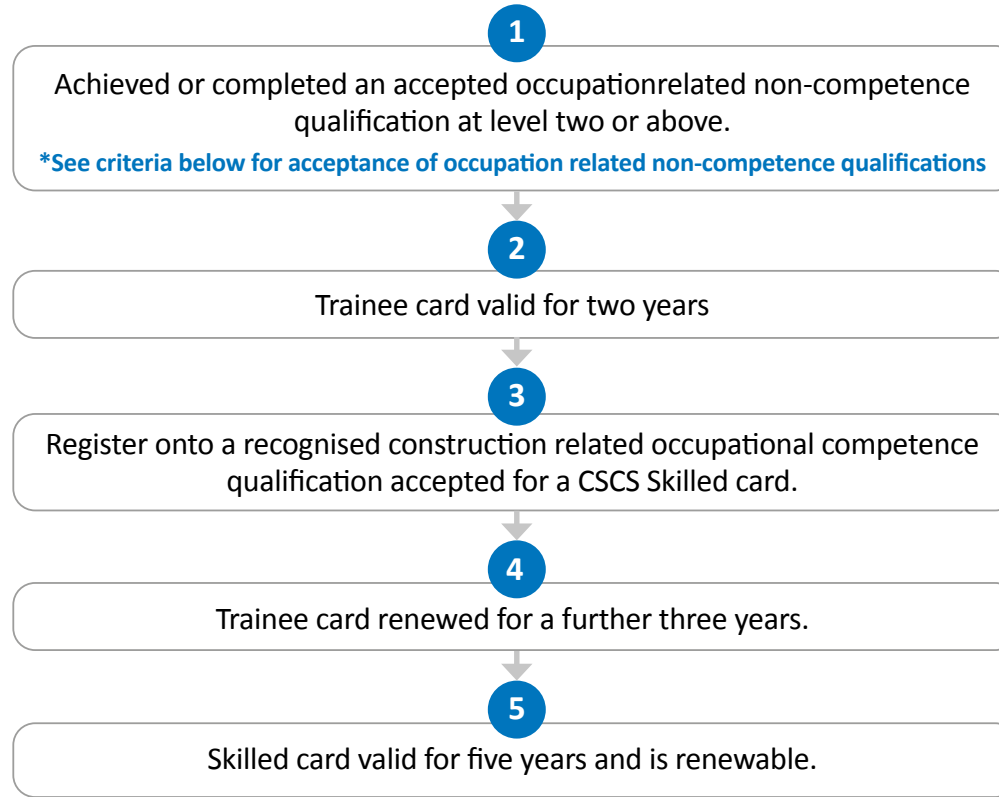 1
Achieved or completed an accepted occupationrelated non-competence
qualification at level two or above.
*See criteria below for acceptance of occupation related non-competence qualifications
2
Trainee card valid for two years
3
Register onto a recognised construction related occupational competence
qualification accepted for a CSCS Skilled card.
4
Trainee card renewed for a further three years.
5
Skilled card valid for five years and is renewable.